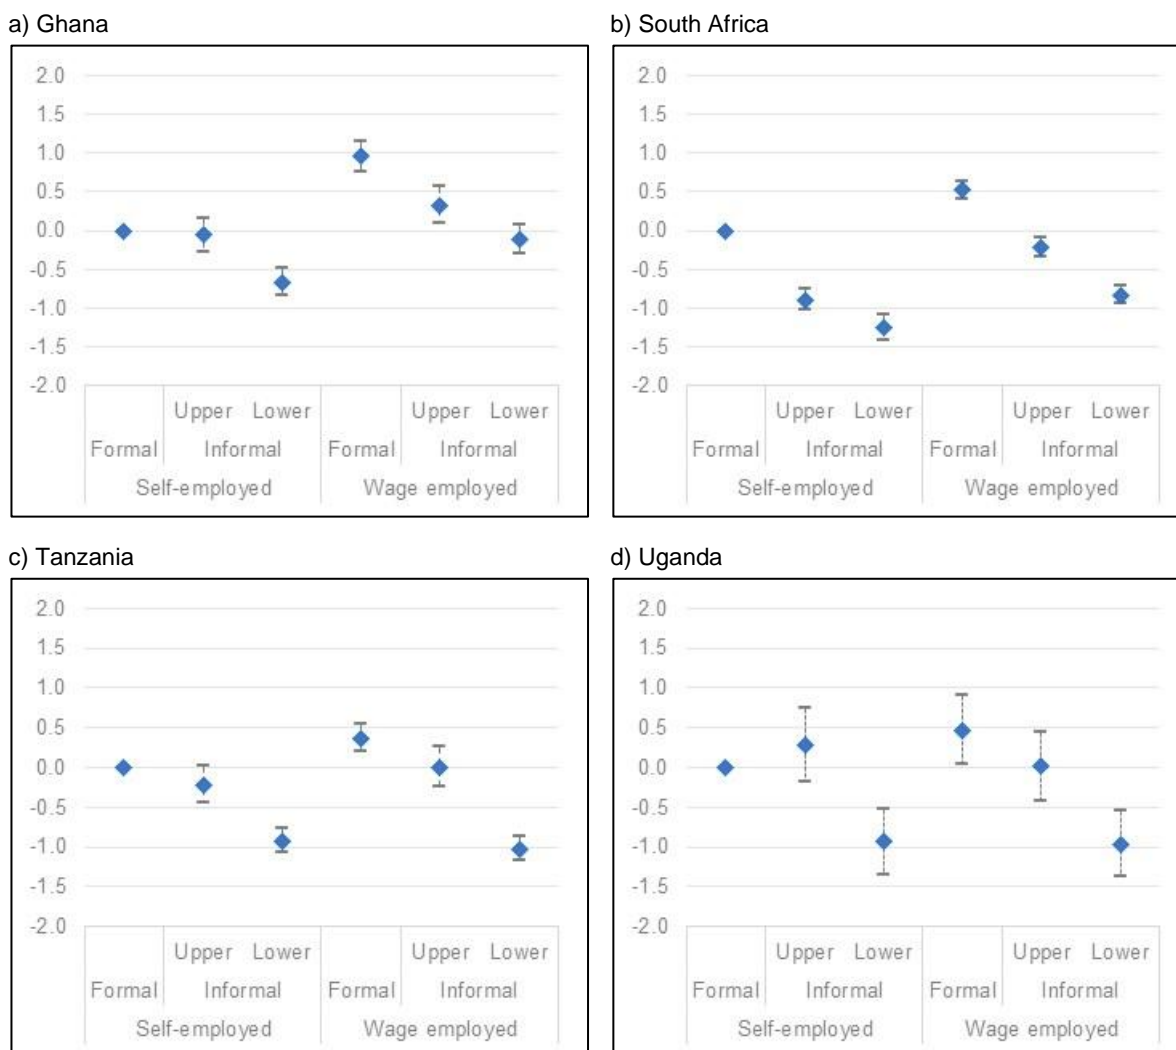 a) Ghana
2.0
1.5
1.0
0.5
0.0
-0.5
-1.0
-1.5
-2.0
Upper Lower Upper Lower
Formal Informal Formal Informal
Self-employed Wage employed
b) South Africa
2.0
1.5
1.0
0.5
0.0
-0.5
-1.0
-1.5
-2.0
Upper Lower Upper Lower
Formal Informal Formal Informal
Self-employed Wage employed
c) Tanzania
2.0
1.5
1.0
0.5
0.0
-0.5
-1.0
-1.5
-2.0
Upper Lower Upper Lower
Formal Informal Formal Informal
Self-employed Wage employed
d) Uganda
2.0
1.5
1.0
0.5
0.0
-0.5
-1.0
-1.5
-2.0
Upper Lower Upper Lower
Formal Informal Formal Informal
Self-employed Wage employed